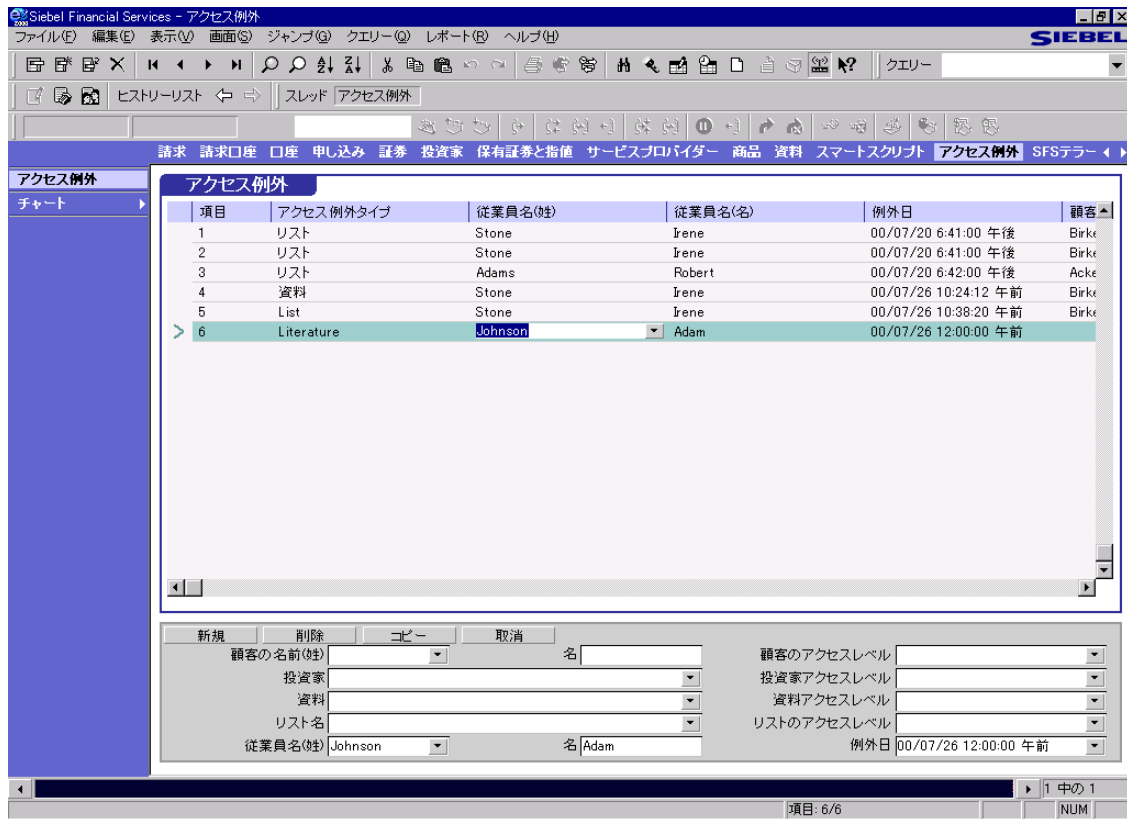 Siebel Financial Services - アクセス例外
ファイル(F) 編集(E) 表示(V) 画面(S) ジャンプ(G) クエリー(Q) レポート(R) ヘルプ(H)
SIEBEL
クエリー
ヒストリーリスト スレッド アクセス例外
請求 請求口座 口座 申し込み 証券 投資家 保有証券と指値 サービスプロバイダー 商品 資料 スマートスクリプト アクセス例外 SFSテラー
アクセス例外
チャート
アクセス例外
項目 アクセス例外タイプ 従業員名(姓) 従業員名(名) 例外日 顧客
1 リスト Stone Irene 00/07/20 6:41:00 午後 Birke
2 リスト Stone Irene 00/07/20 6:41:00 午後 Birke
3 リスト Adams Robert 00/07/20 6:42:00 午後 Acke
4 資料 Stone Irene 00/07/26 10:24:12 午前 Birke
5 List Stone Irene 00/07/26 10:38:20 午前 Birke
6 Literature Johnson Adam 00/07/26 12:00:00 午前
新規 削除 コピー 取消
顧客の名前(姓) 名 顧客のアクセスレベル
投資家 投資家アクセスレベル
資料 資料アクセスレベル
リスト名 リストのアクセスレベル
従業員名(姓) Johnson 名 Adam 例外日 00/07/26 12:00:00 午前
1 中の 1
項目: 6/6 NUM